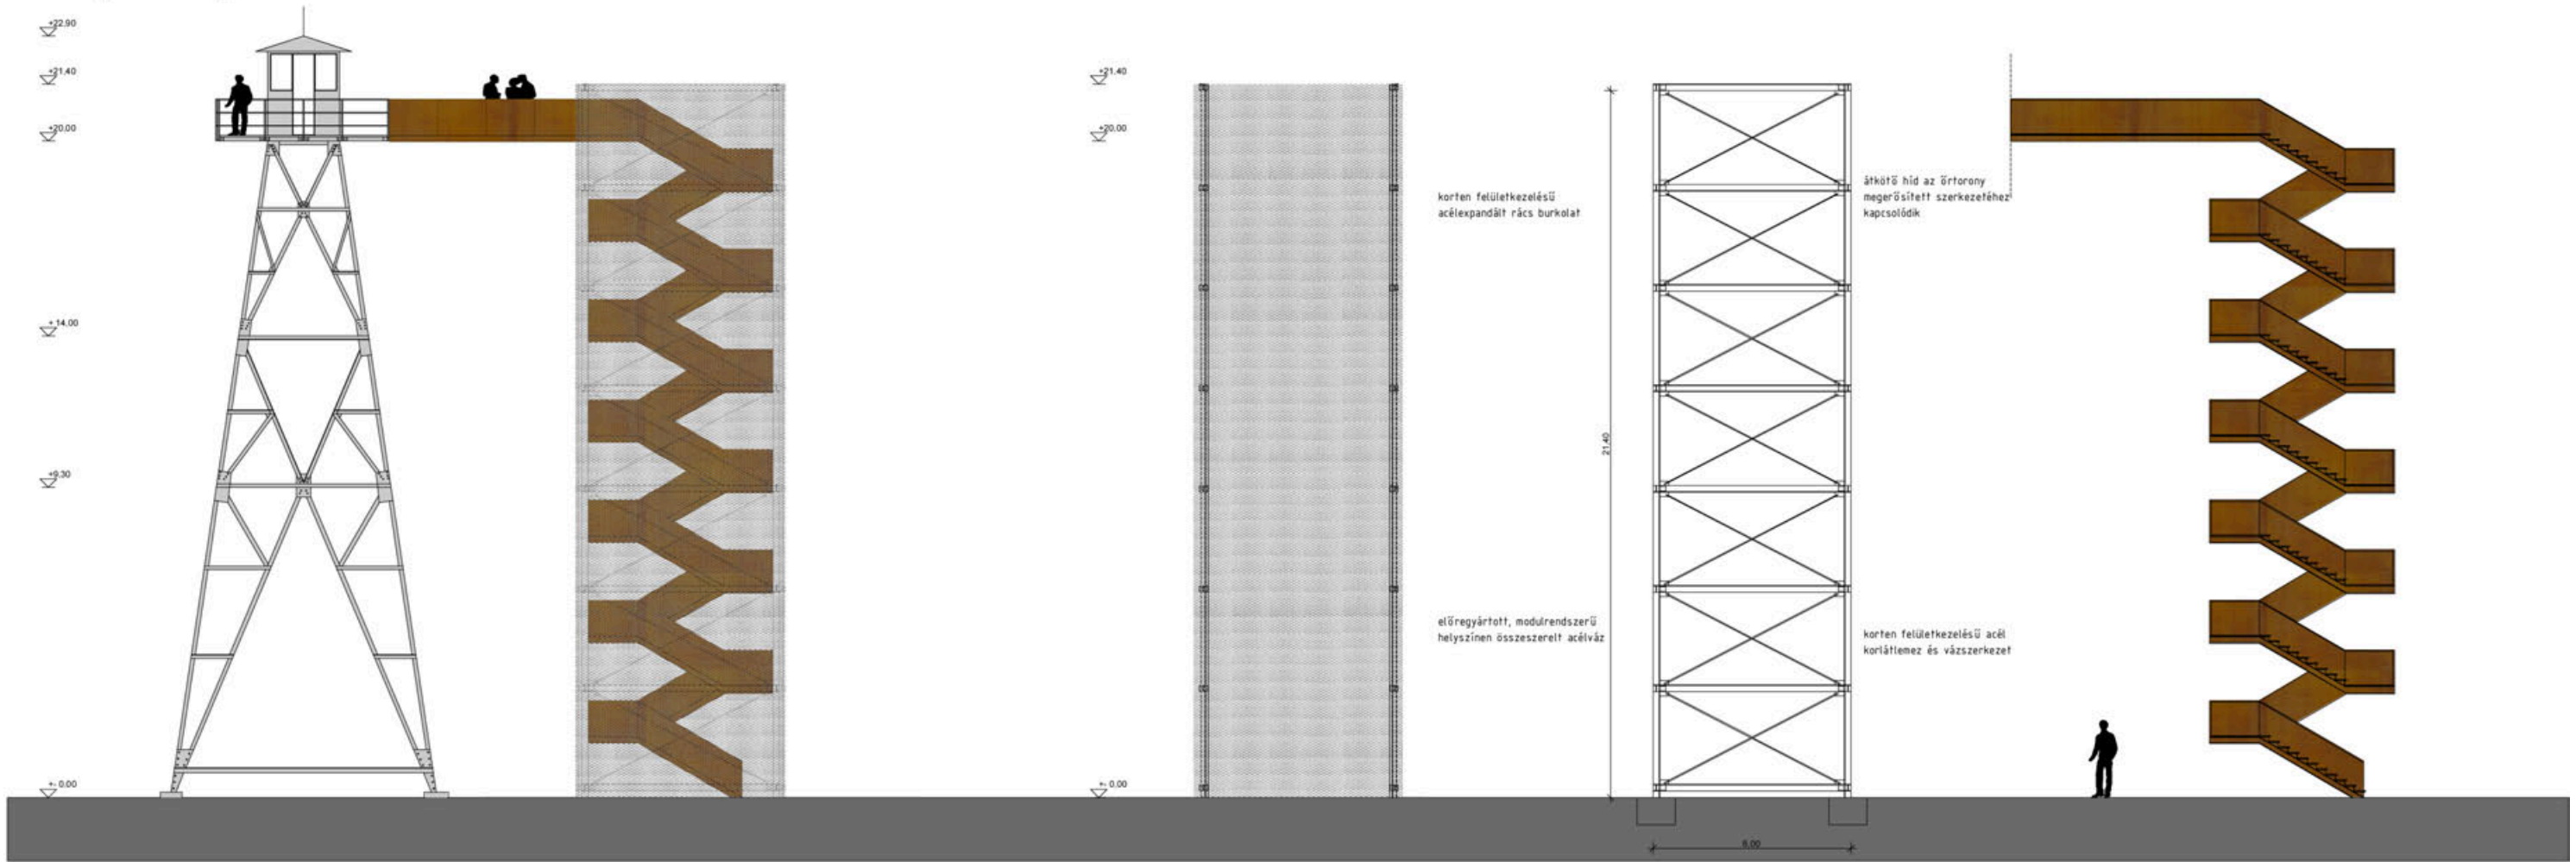 +22.90
+21.40
+20.00
+ 14.00
+9.30
+- 0.00
+21.40
+20.00
+- 0.00
korten felületkezelésű
acélexpandált rács burkolat
előregyártott, modulrendszerű
helyszínen összeszerelt acélváz
21.40
6.00
átkötő híd az őrtorony
megerősített szerkezetéhez
kapcsolódik
korten felületkezelésű acél
korlátlemez és vázszerkezet